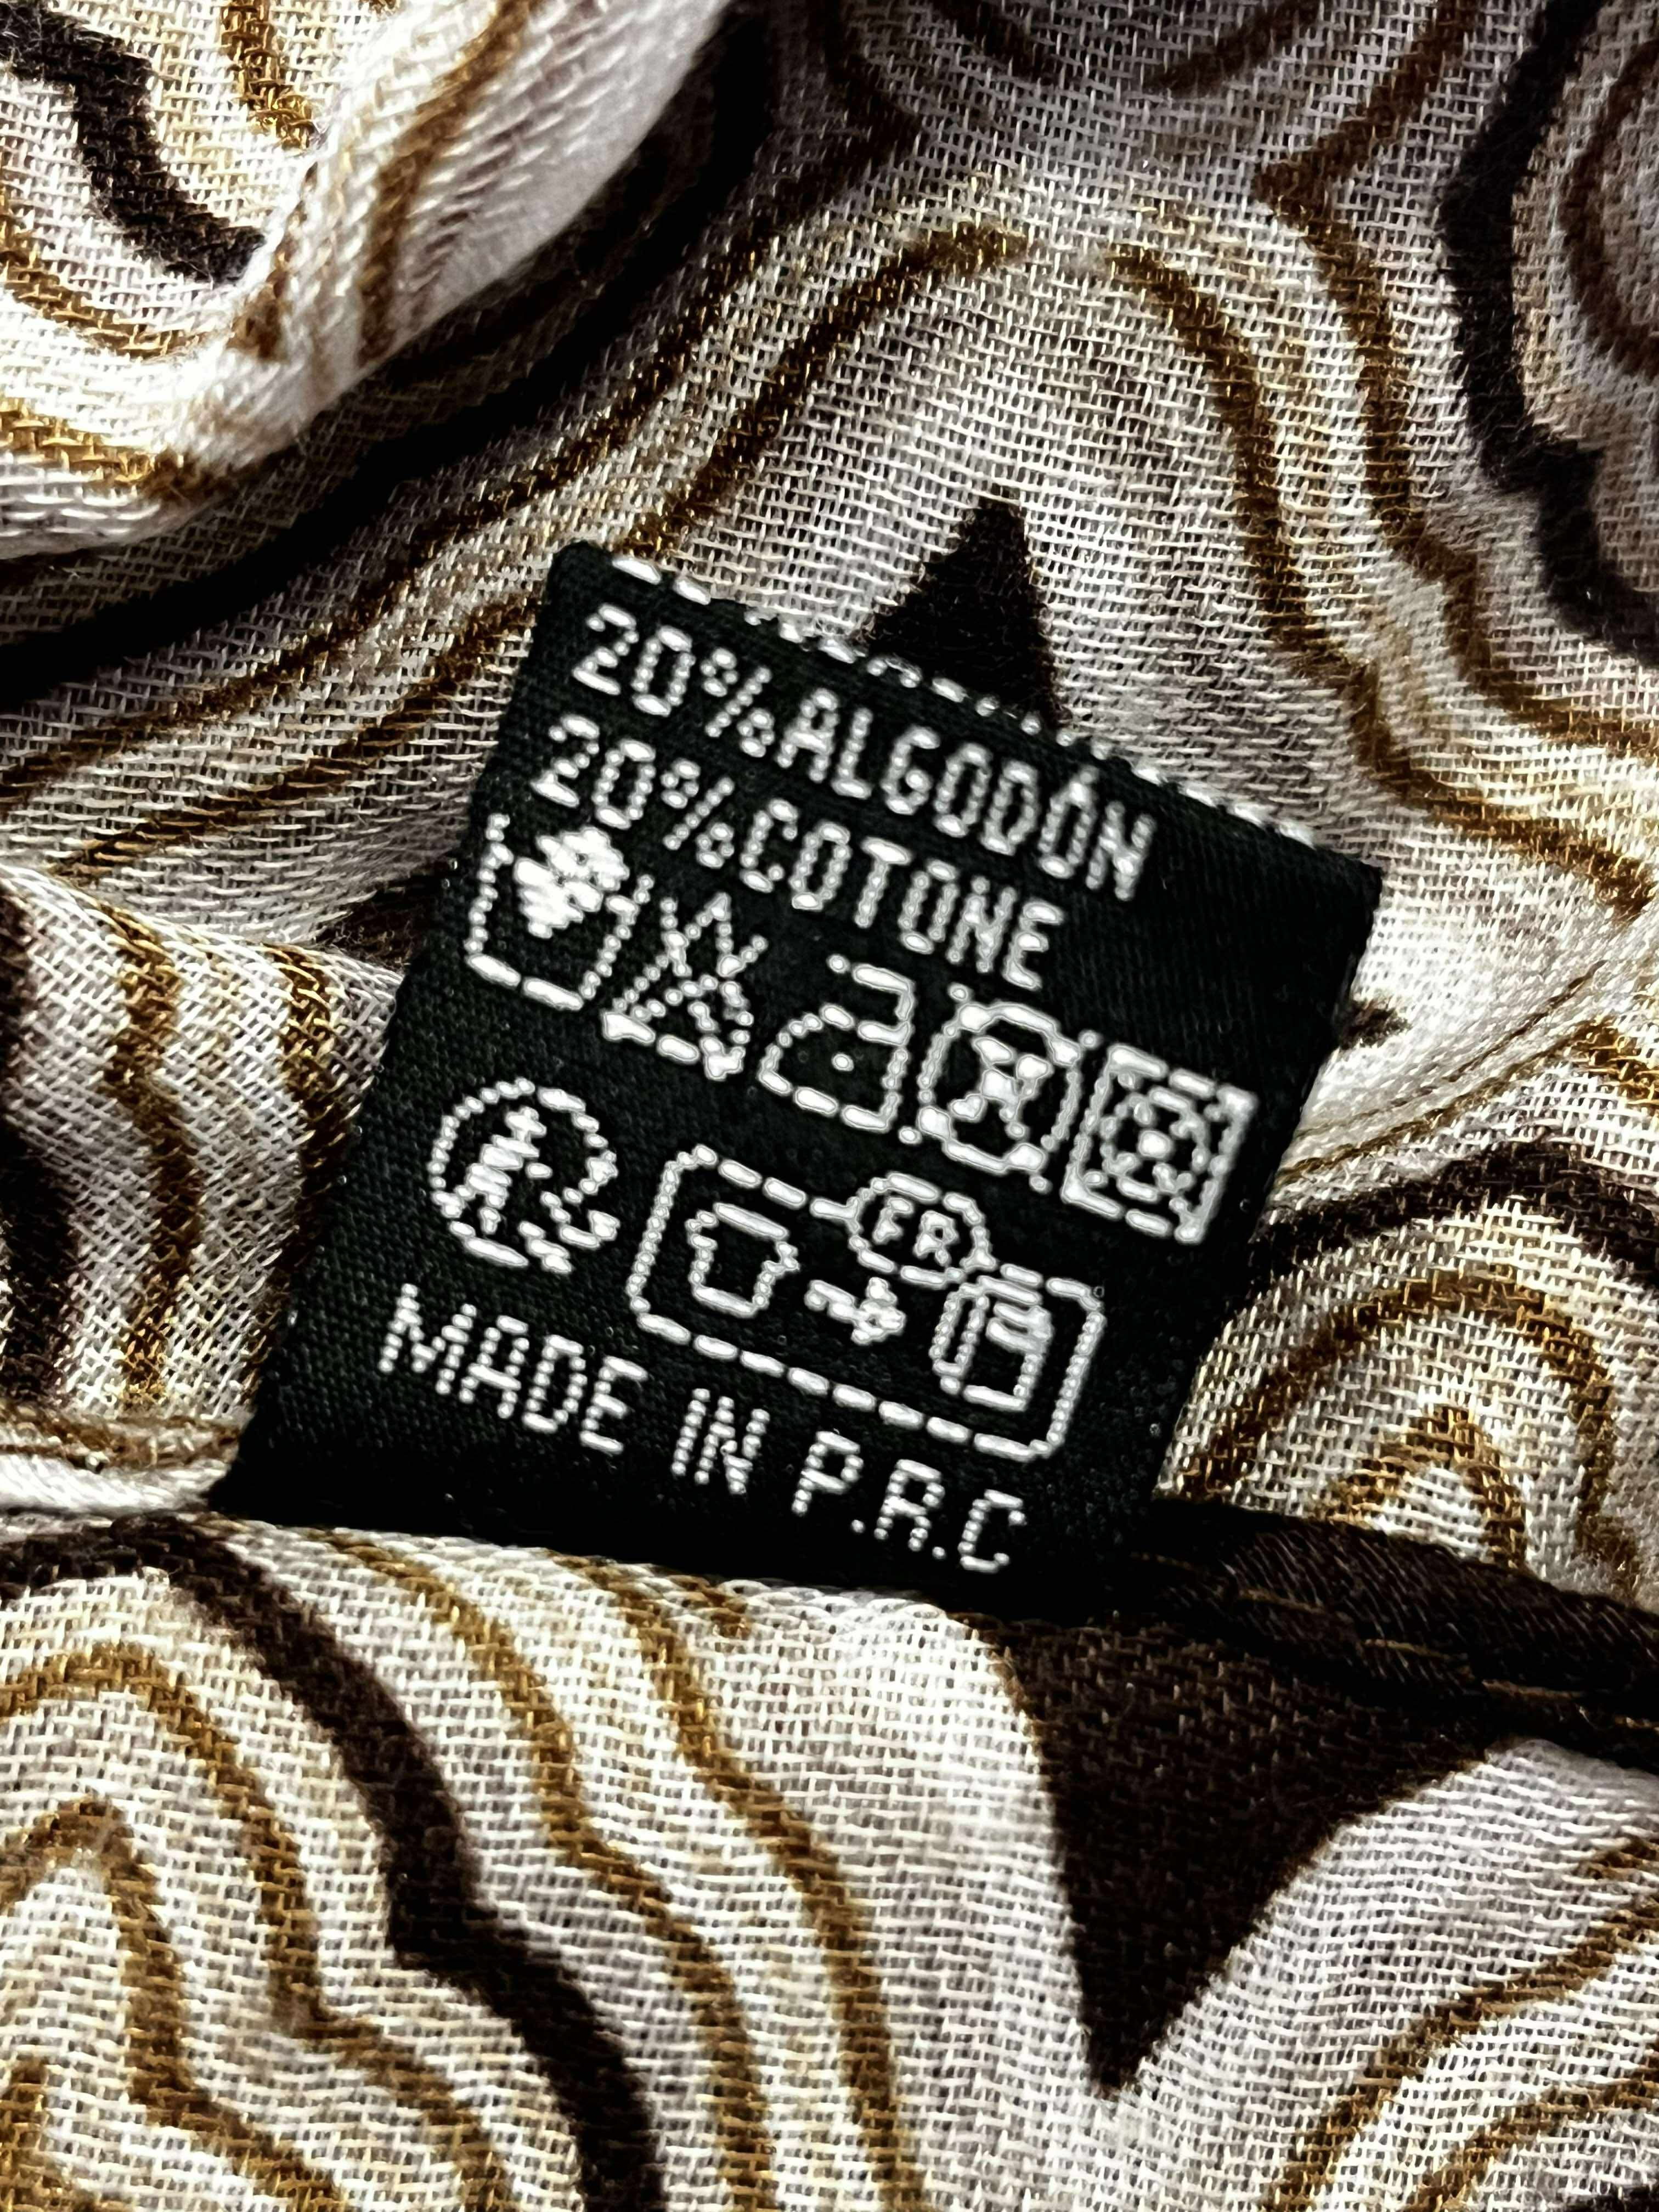 20%ALGODÓN
20%COTONE
FR
MADE IN P.R.C